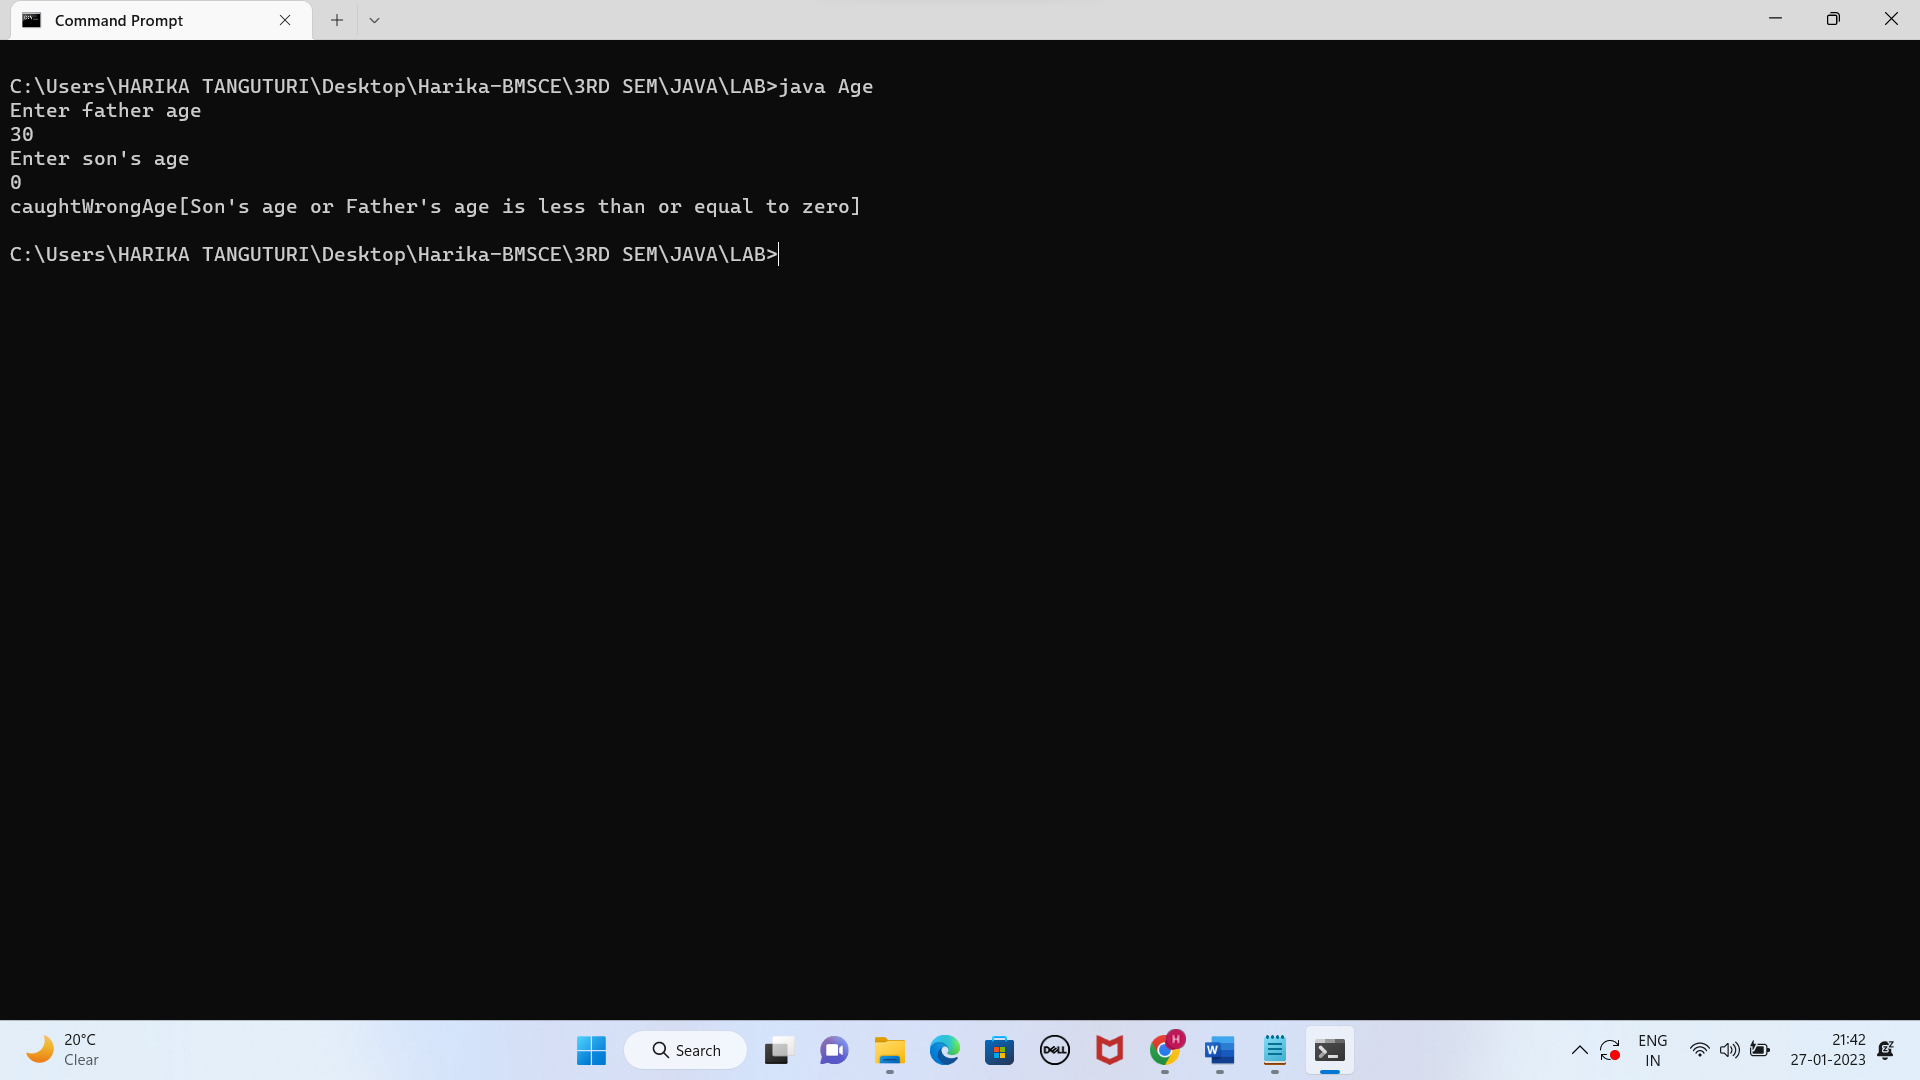 Command Prompt
C:\Users\HARIKA TANGUTURI\Desktop\Harika-BMSCE\3RD SEM\JAVA\LAB>java Age
Enter father age
30
Enter son's age
0
caughtWrongAge[Son's age or Father's age is less than or equal to zero]
C:\Users\HARIKA TANGUTURI\Desktop\Harika-BMSCE\3RD SEM\JAVA\LAB>
20°C
Clear
Search
DELL
H
W
ENG
IN
21:42
27-01-2023